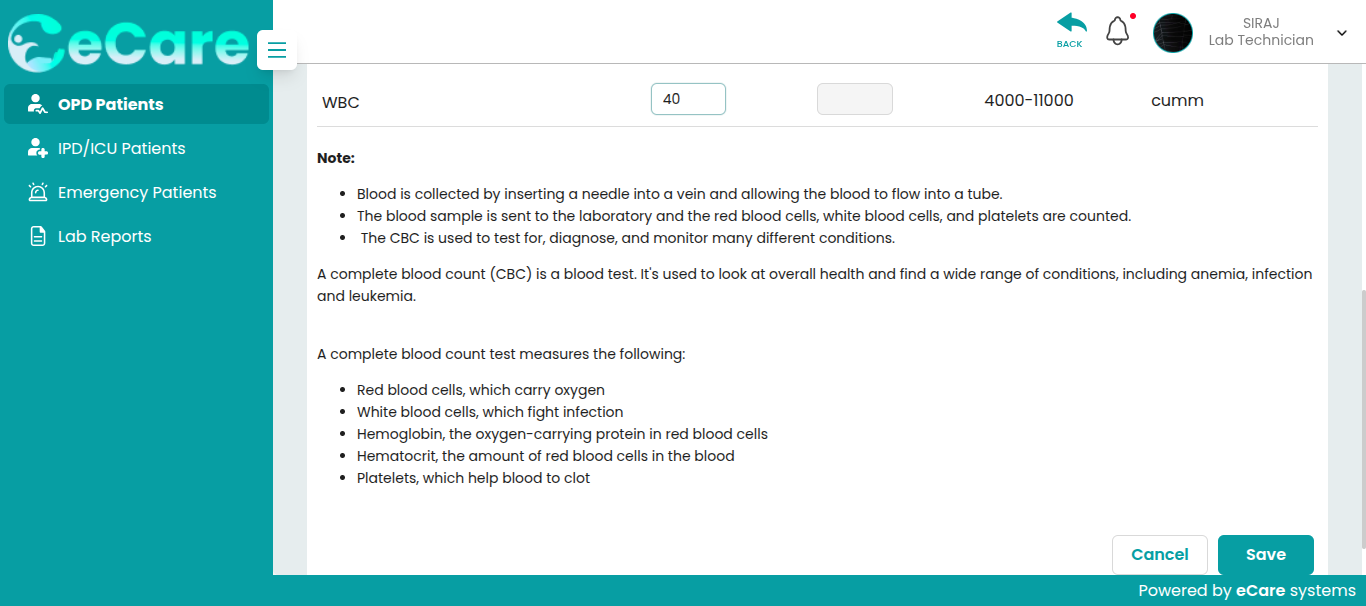 eCare
BACK
SIRAJ
Lab Technician
OPD Patients
IPD/ICU Patients
Emergency Patients
Lab Reports
WBC 40 4000-11000 cumm
Note:
Blood is collected by inserting a needle into a vein and allowing the blood to flow into a tube.
The blood sample is sent to the laboratory and the red blood cells, white blood cells, and platelets are counted.
The CBC is used to test for, diagnose, and monitor many different conditions.
A complete blood count (CBC) is a blood test. It's used to look at overall health and find a wide range of conditions, including anemia, infection
and leukemia.
A complete blood count test measures the following:
Red blood cells, which carry oxygen
White blood cells, which fight infection
Hemoglobin, the oxygen-carrying protein in red blood cells
Hematocrit, the amount of red blood cells in the blood
Platelets, which help blood to clot
Cancel Save
Powered by eCare systems